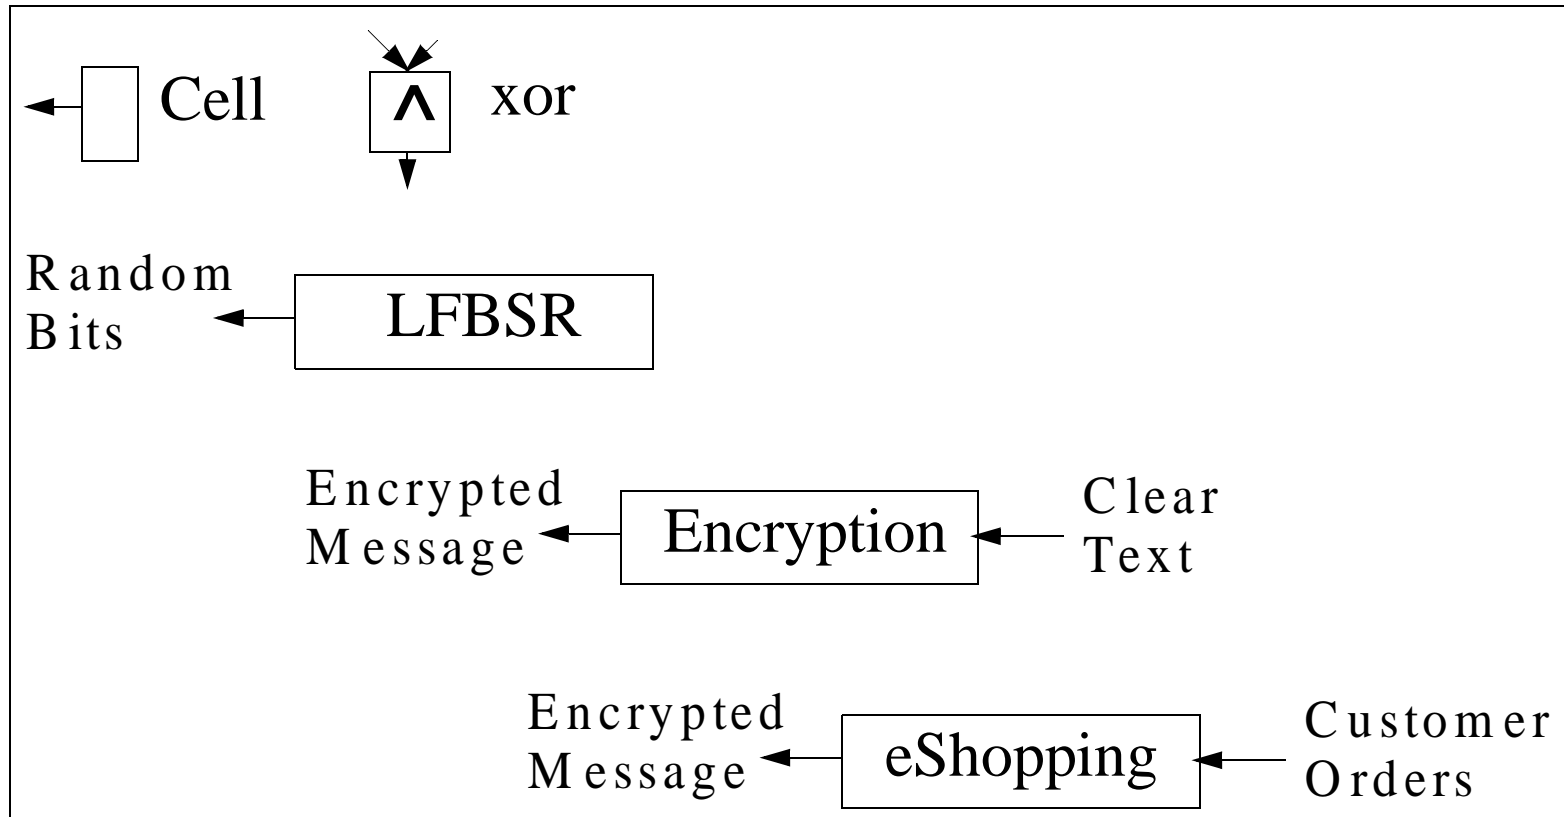 Cell
^
xor
Random
Bits
LFBSR
Encrypted
Message
Encryption
Clear
Text
Encrypted
Message
eShopping
Customer
Orders